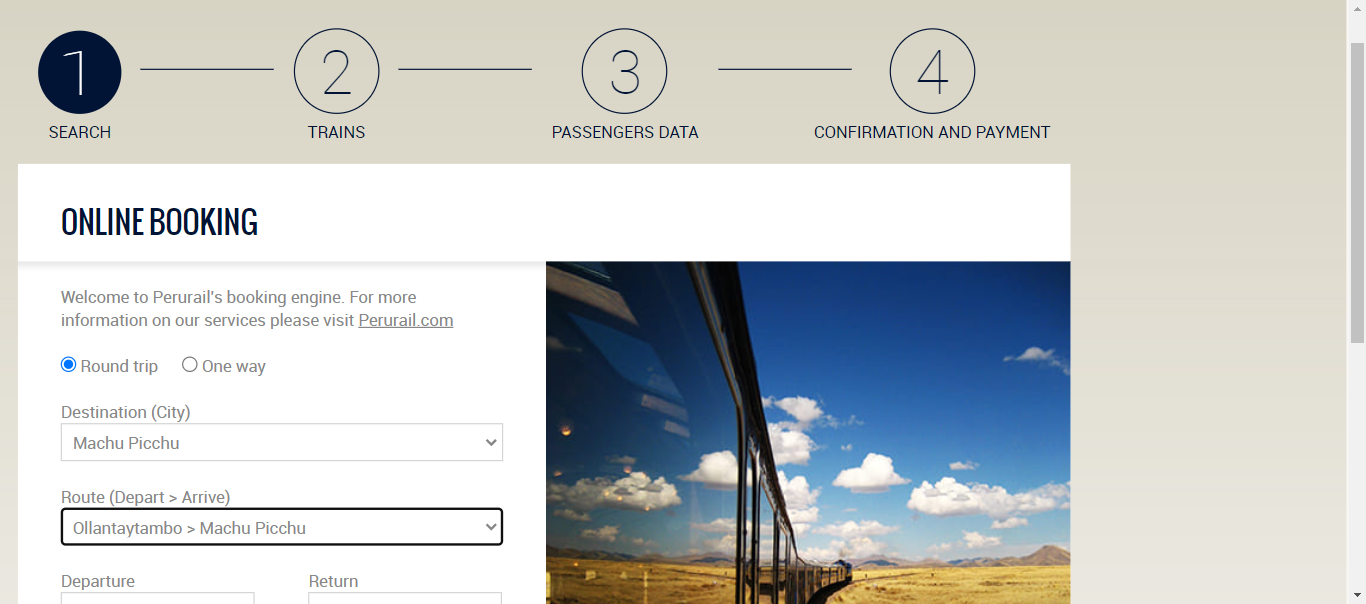 1
2
3
4
SEARCH
TRAINS
PASSENGERS DATA
CONFIRMATION AND PAYMENT
ONLINE BOOKING
Welcome to Perurail's booking engine. For more
information on our services please visit Perurail.com
Round trip
One way
Destination (City)
Machu Picchu
Route (Depart > Arrive)
Ollantaytambo > Machu Picchu
Departure
Return